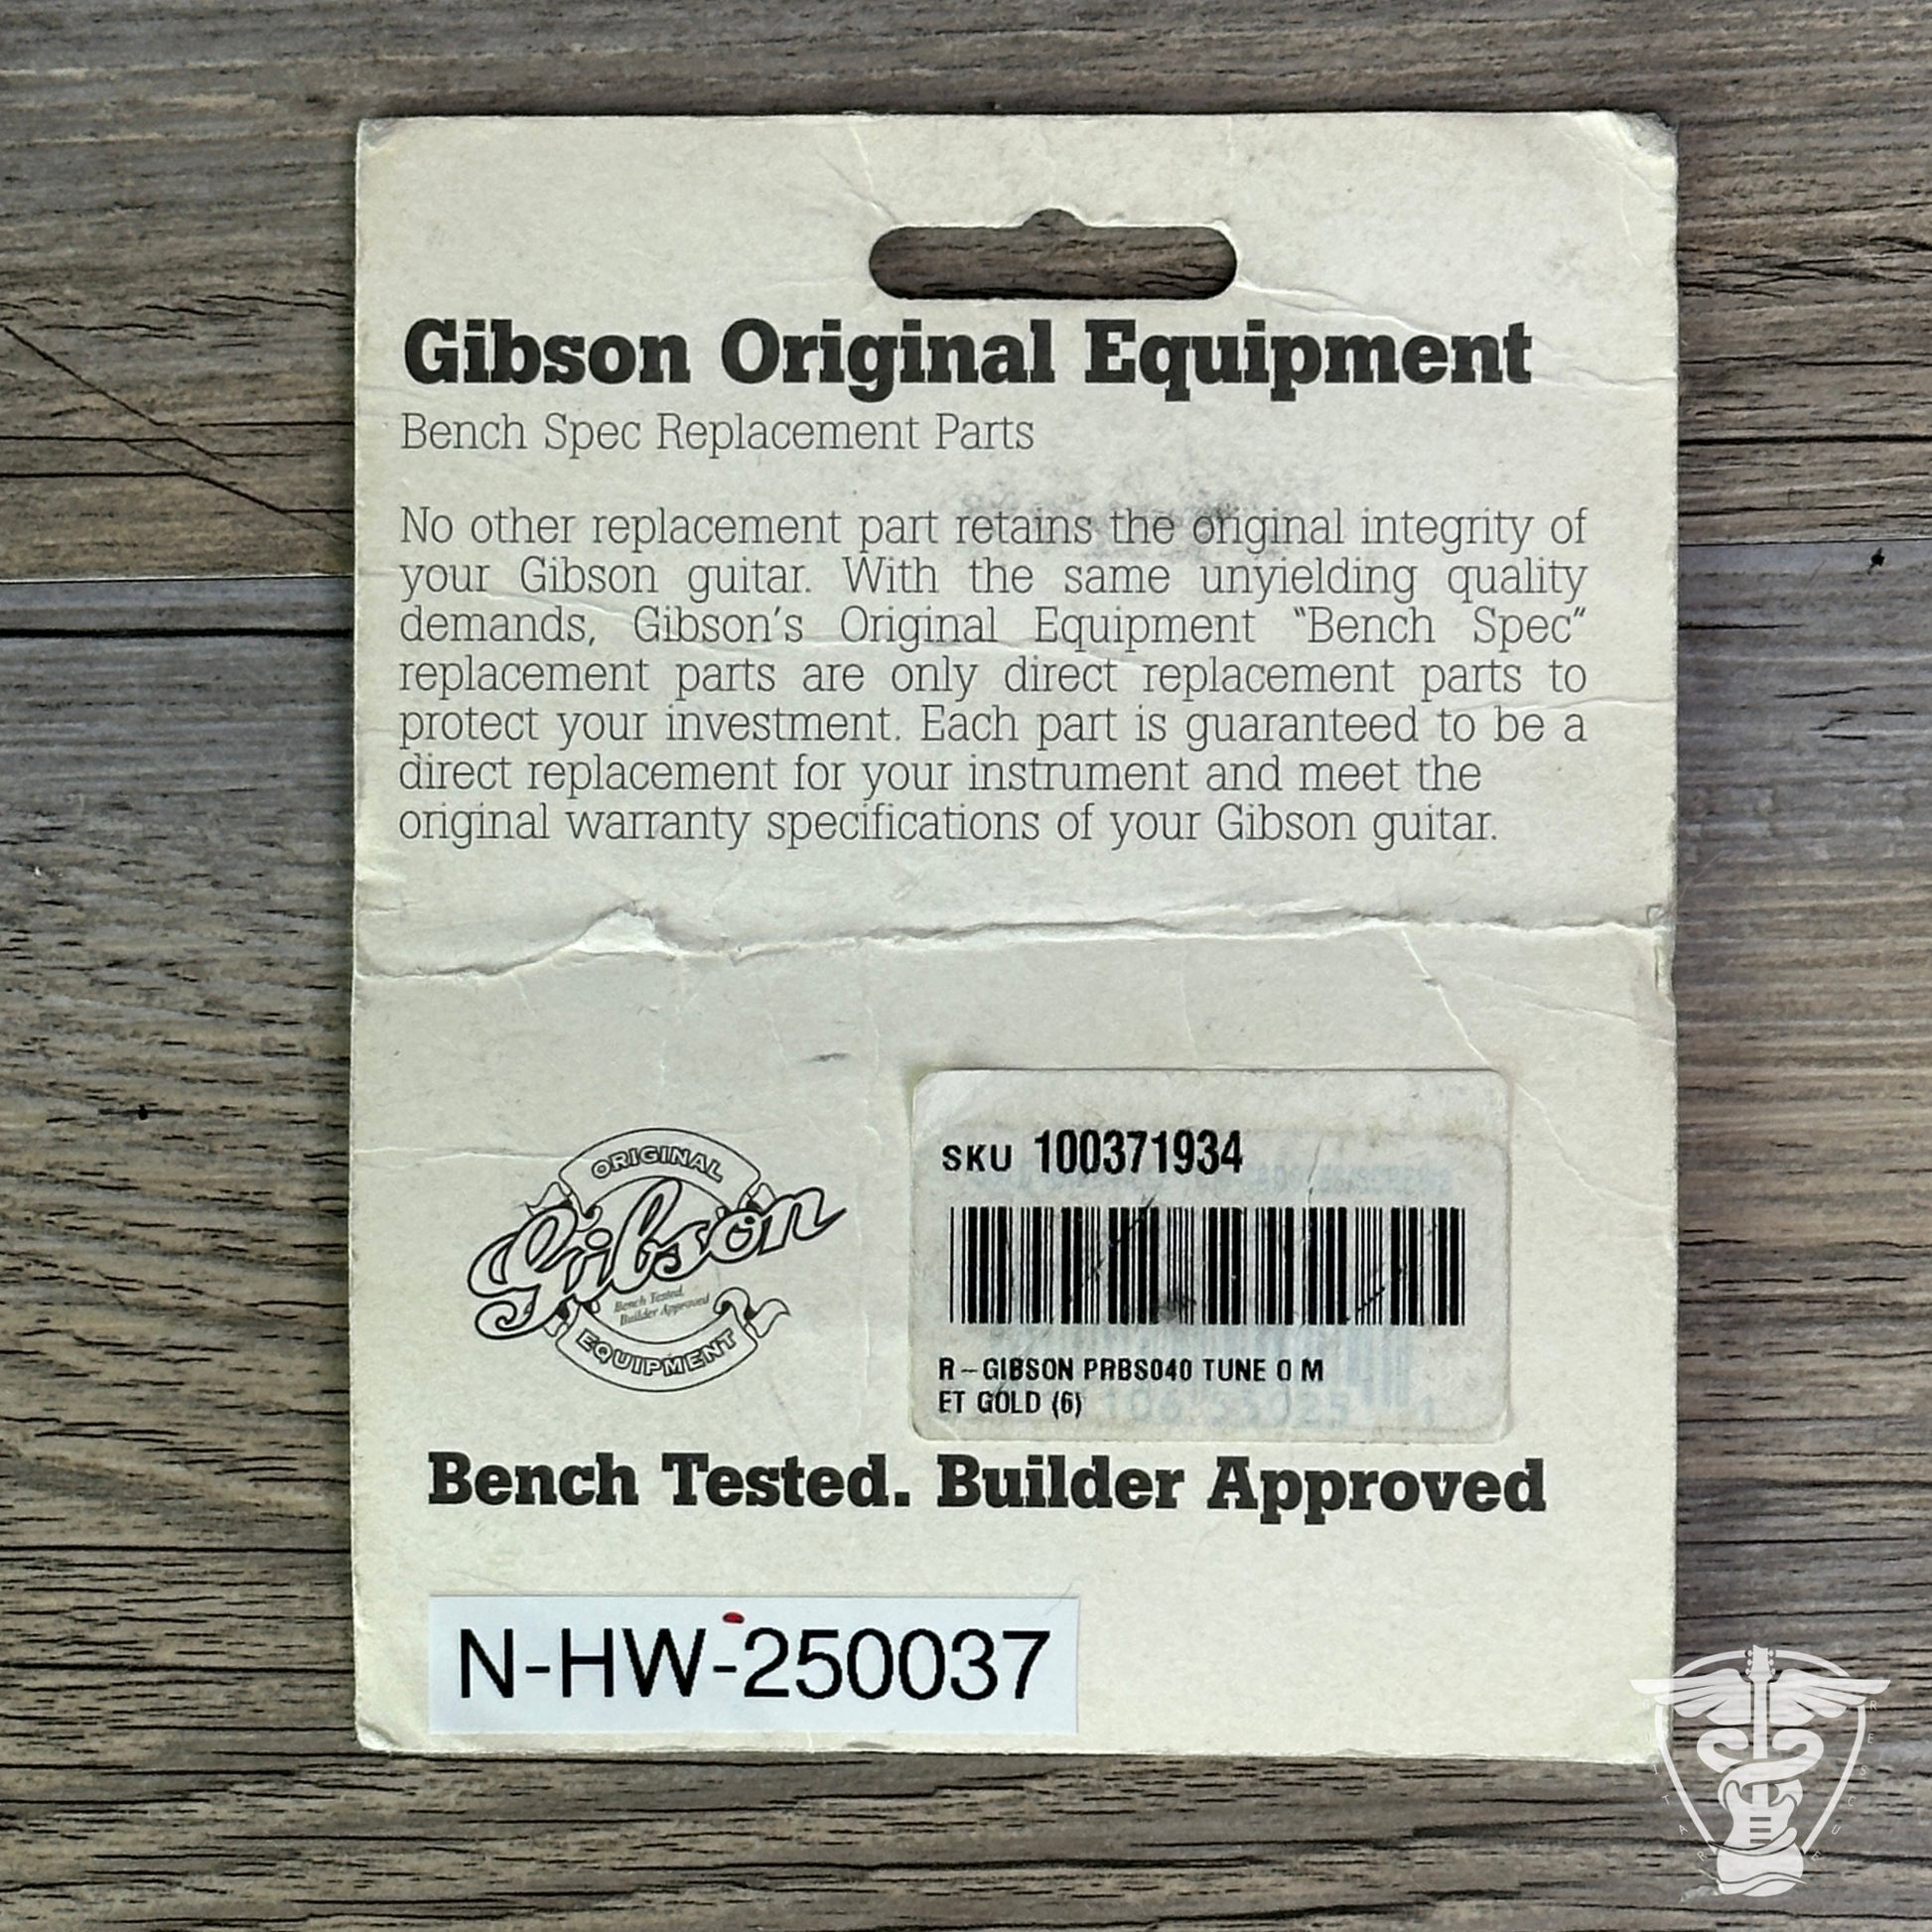 Gibson Original Equipment
Bench Spec Replacement Parts
No other replacement part retains the original integrity of
your Gibson guitar. With the same unyielding quality
demands, Gibson's Original Equipment "Bench Spec"
replacement parts are only direct replacement parts to
protect your investment. Each part is guaranteed to be a
direct replacement for your instrument and meet the
original warranty specifications of your Gibson guitar.
ORIGINAL
Gibson
Bench Tested.
Builder Approved
EQUIPMENT
SKU 100371934
R-GIBSON PRBS040 TUNE O M
ET GOLD (6)
Bench Tested. Builder Approved
N-HW-250037
GUITAR RESCUE